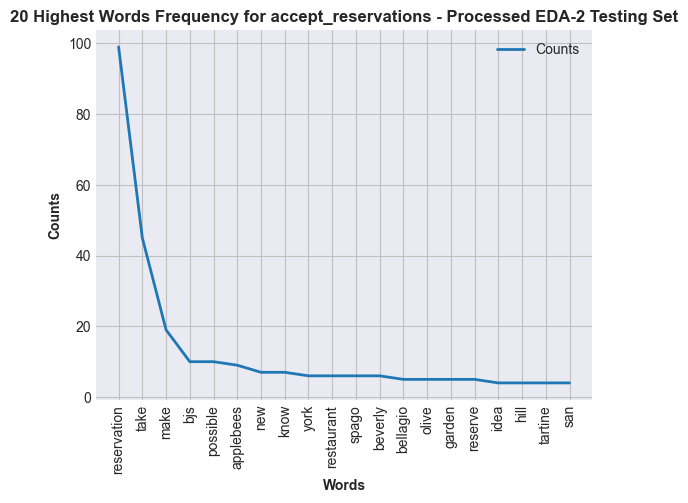 20 Highest Words Frequency for accept_reservations - Processed EDA-2 Testing Set
Counts
100
80
60
40
20
0
Counts
reservation
take
make
bjs
possible
applebees
new
know
york
restaurant
spago
beverly
bellagio
olive
garden
reserve
idea
hill
tartine
san
Words